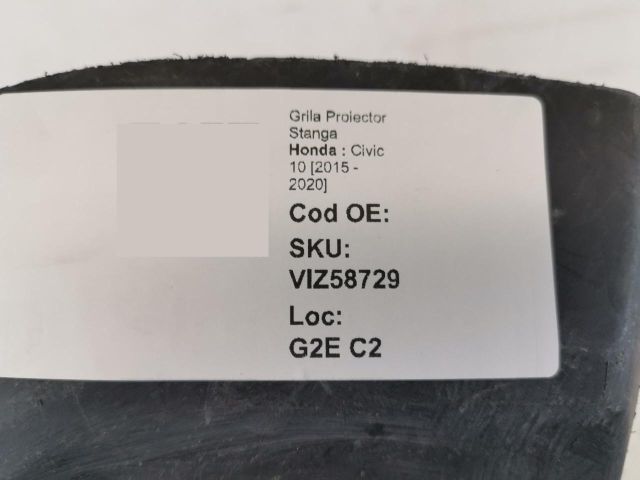 Grila Proiector
Stanga
Honda : Civic
10 [2015 -
2020]
Cod OE:
SKU:
VIZ58729
Loc:
G2E C2